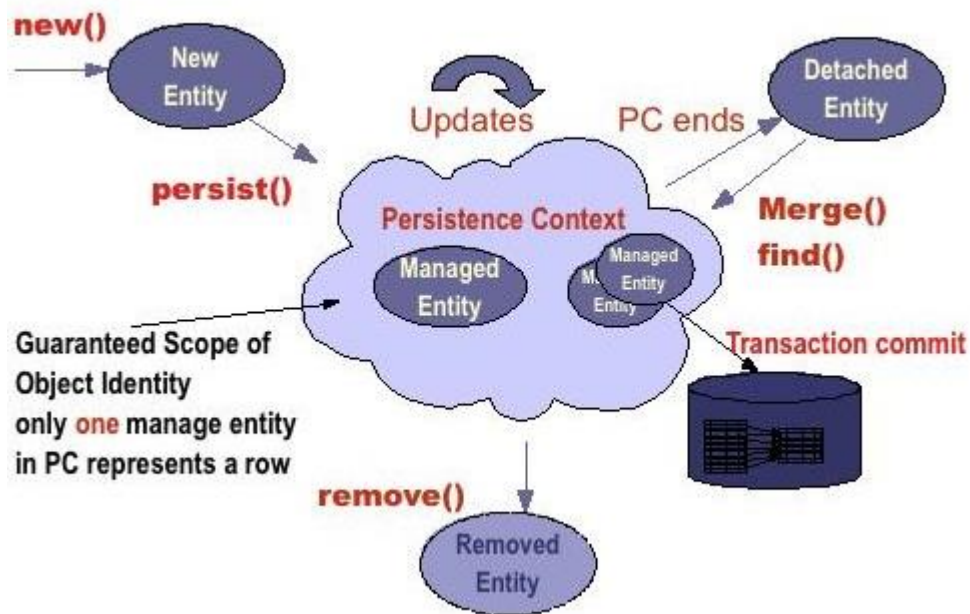 new()
New
Entity
persist()
Updates
PC ends
Detached
Entity
Merge()
find()
Persistence Context
Managed
Entity
Managed
Entity
Entity
Guaranteed Scope of
Object Identity
only one manage entity
in PC represents a row
Transaction commit
remove()
Removed
Entity